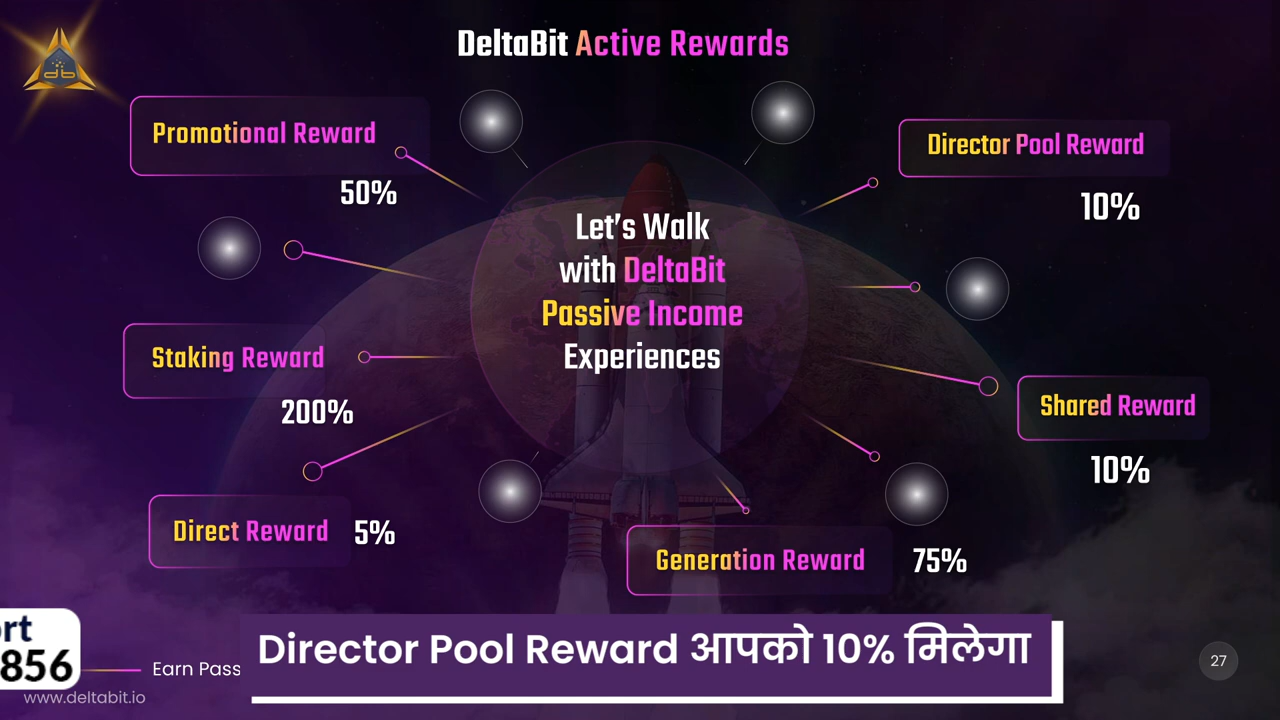 DeltaBit Active Rewards
Promotional Reward
50%
Director Pool Reward
10%
Let's Walk
with DeltaBit
Passive Income
Experiences
Staking Reward
200%
Shared Reward
10%
Direct Reward 5%
Generation Reward 75%
rt
856
Earn Pass
Director Pool Reward आपको 10% मिलेगा
27
www.deltabit.io
db